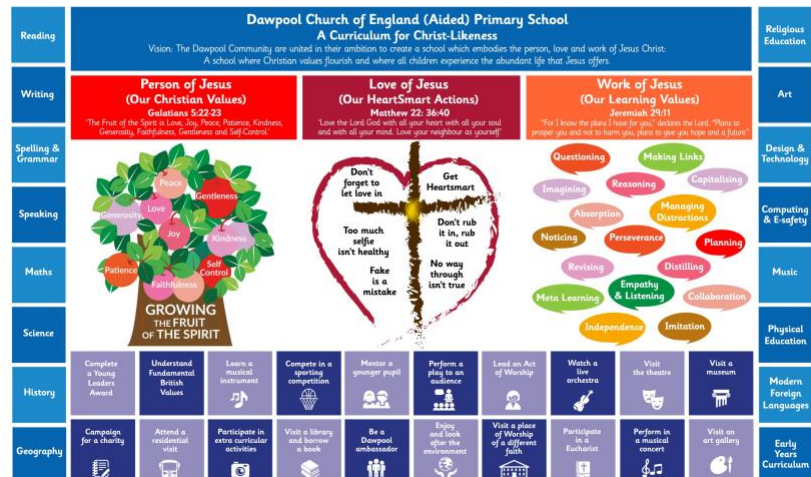 Dawpool Church of England (Aided) Primary School
A Curriculum for Christ-Likeness
Vision: The Dawpool Community are united in their ambition to create a school which embodies the person, love and work of Jesus Christ:
A school where Christian values flourish and where all children experience the abundant life that Jesus offers.
Reading
Writing
Spelling &
Grammar
Speaking
Maths
Science
History
Geography
Person of Jesus
(Our Christian Values)
Galatians 5:22-23
'The Fruit of the Spirit is Love, Joy, Peace, Patience, Kindness,
Generosity, Faithfulness, Gentleness and Self-Control.'
Peace
Gentleness
Generosity
Love
Joy
Kindness
Patience
Self
Control
Faithfulness
GROWING
THE FRUIT
OF THE SPIRIT
Love of Jesus
(Our HeartSmart Actions)
Matthew 22: 36:40
'Love the Lord God with all your heart with all your soul
and with all your mind. Love your neighbour as yourself'
Don't
forget to
let love in
Get
Heartsmart
Too much
selfie
isn't healthy
Don't rub
it in, rub
it out
Fake
is a
mistake
No way
through
isn't true
Work of Jesus
(Our Learning Values)
Jeremiah 29:11
"For I know the plans I have for you," declares the Lord. "Plans to
prosper you and not to harm you, plans to give you hope and a future"
Questioning
Making Links
Imagining
Reasoning
Capitalising
Absorption
Managing
Distractions
Noticing
Perseverance
Planning
Revising
Distilling
Meta Learning
Empathy
& Listening
Collaboration
Independence
Imitation
Religious
Education
Art
Design &
Technology
Computing
& E-safety
Music
Physical
Education
Modern
Foreign
Languages
Early
Years
Curriculum
Complete
a Young
Leaders
Award
Understand
Fundamental
British
Values
Learn a
musical
instrument
Compete in a
sporting
competition
Mentor a
younger pupil
Perform a
play to an
audience
Lead an Act
of Worship
Watch a
live
orchestra
Visit
the theatre
Visit a
museum
Campaign
for a charity
Attend a
residential
visit
Participate in
extra curricular
activities
Visit a library
and borrow
a book
Be a
Dawpool
ambassador
Enjoy
and look
after the
environment
Visit a place
of Worship
of a different
faith
Participate
in a
Eucharist
Perform in
a musical
concert
Visit an
art gallery